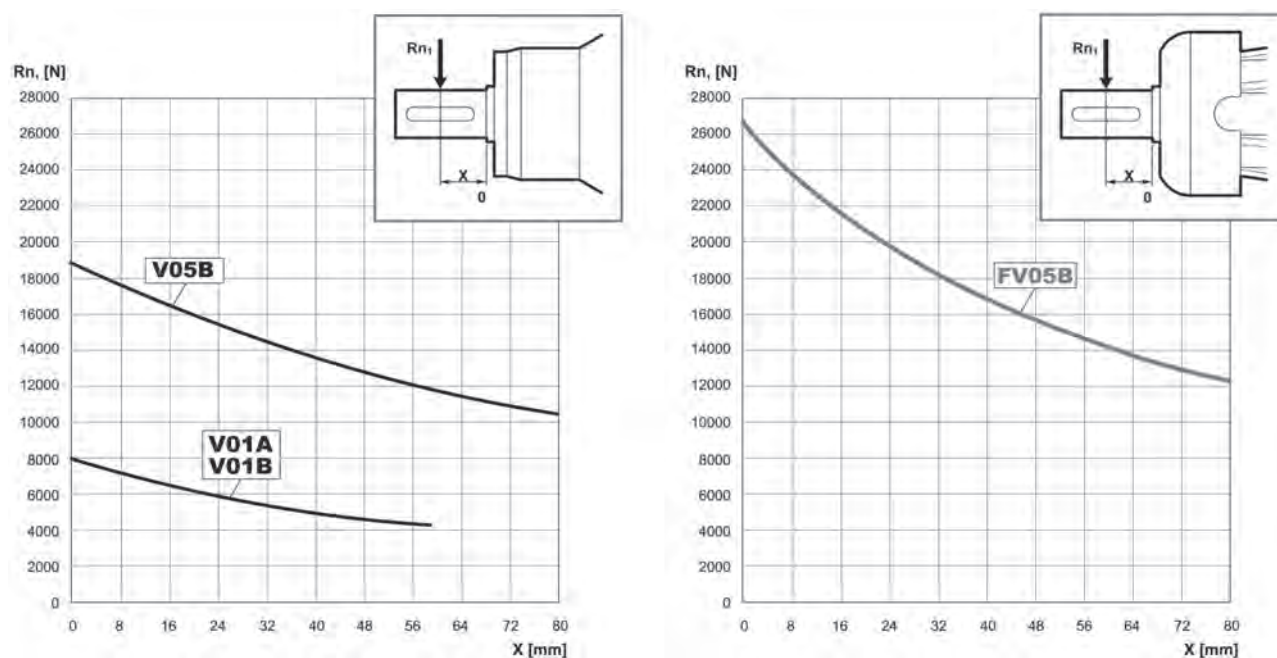 Rn₁
X
0
Rn, [N]
28000
26000
24000
22000
20000
18000
16000
14000
12000
10000
8000
6000
4000
2000
0
V05B
V01A
V01B
0 8 16 24 32 40 48 56 64 72 80
X [mm]
Rn₁
X
0
Rn, [N]
28000
26000
24000
22000
20000
18000
16000
14000
12000
10000
8000
6000
4000
2000
0
FV05B
0 8 16 24 32 40 48 56 64 72 80
X [mm]